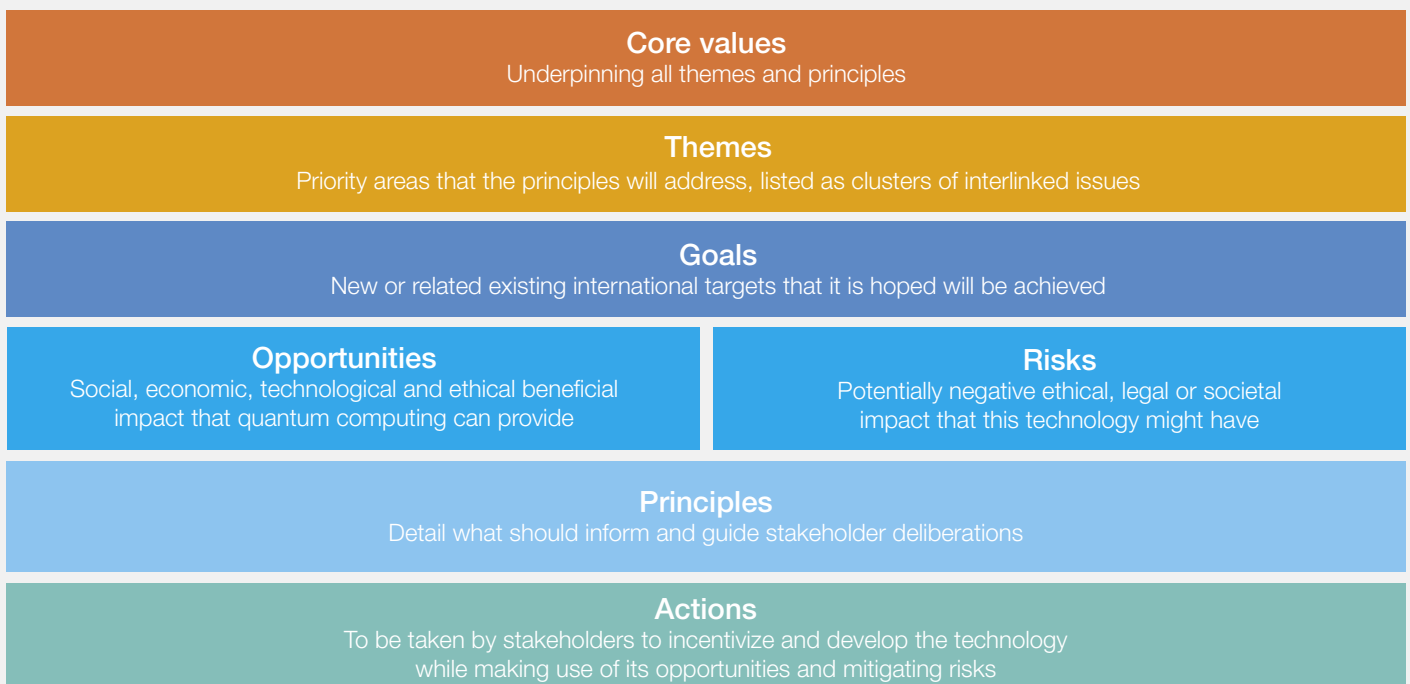 Core values
Underpinning all themes and principles
Themes
Priority areas that the principles will address, listed as clusters of interlinked issues
Goals
New or related existing international targets that it is hoped will be achieved
Opportunities
Social, economic, technological and ethical beneficial
impact that quantum computing can provide
Risks
Potentially negative ethical, legal or societal
impact that this technology might have
Principles
Detail what should inform and guide stakeholder deliberations
Actions
To be taken by stakeholders to incentivize and develop the technology
while making use of its opportunities and mitigating risks